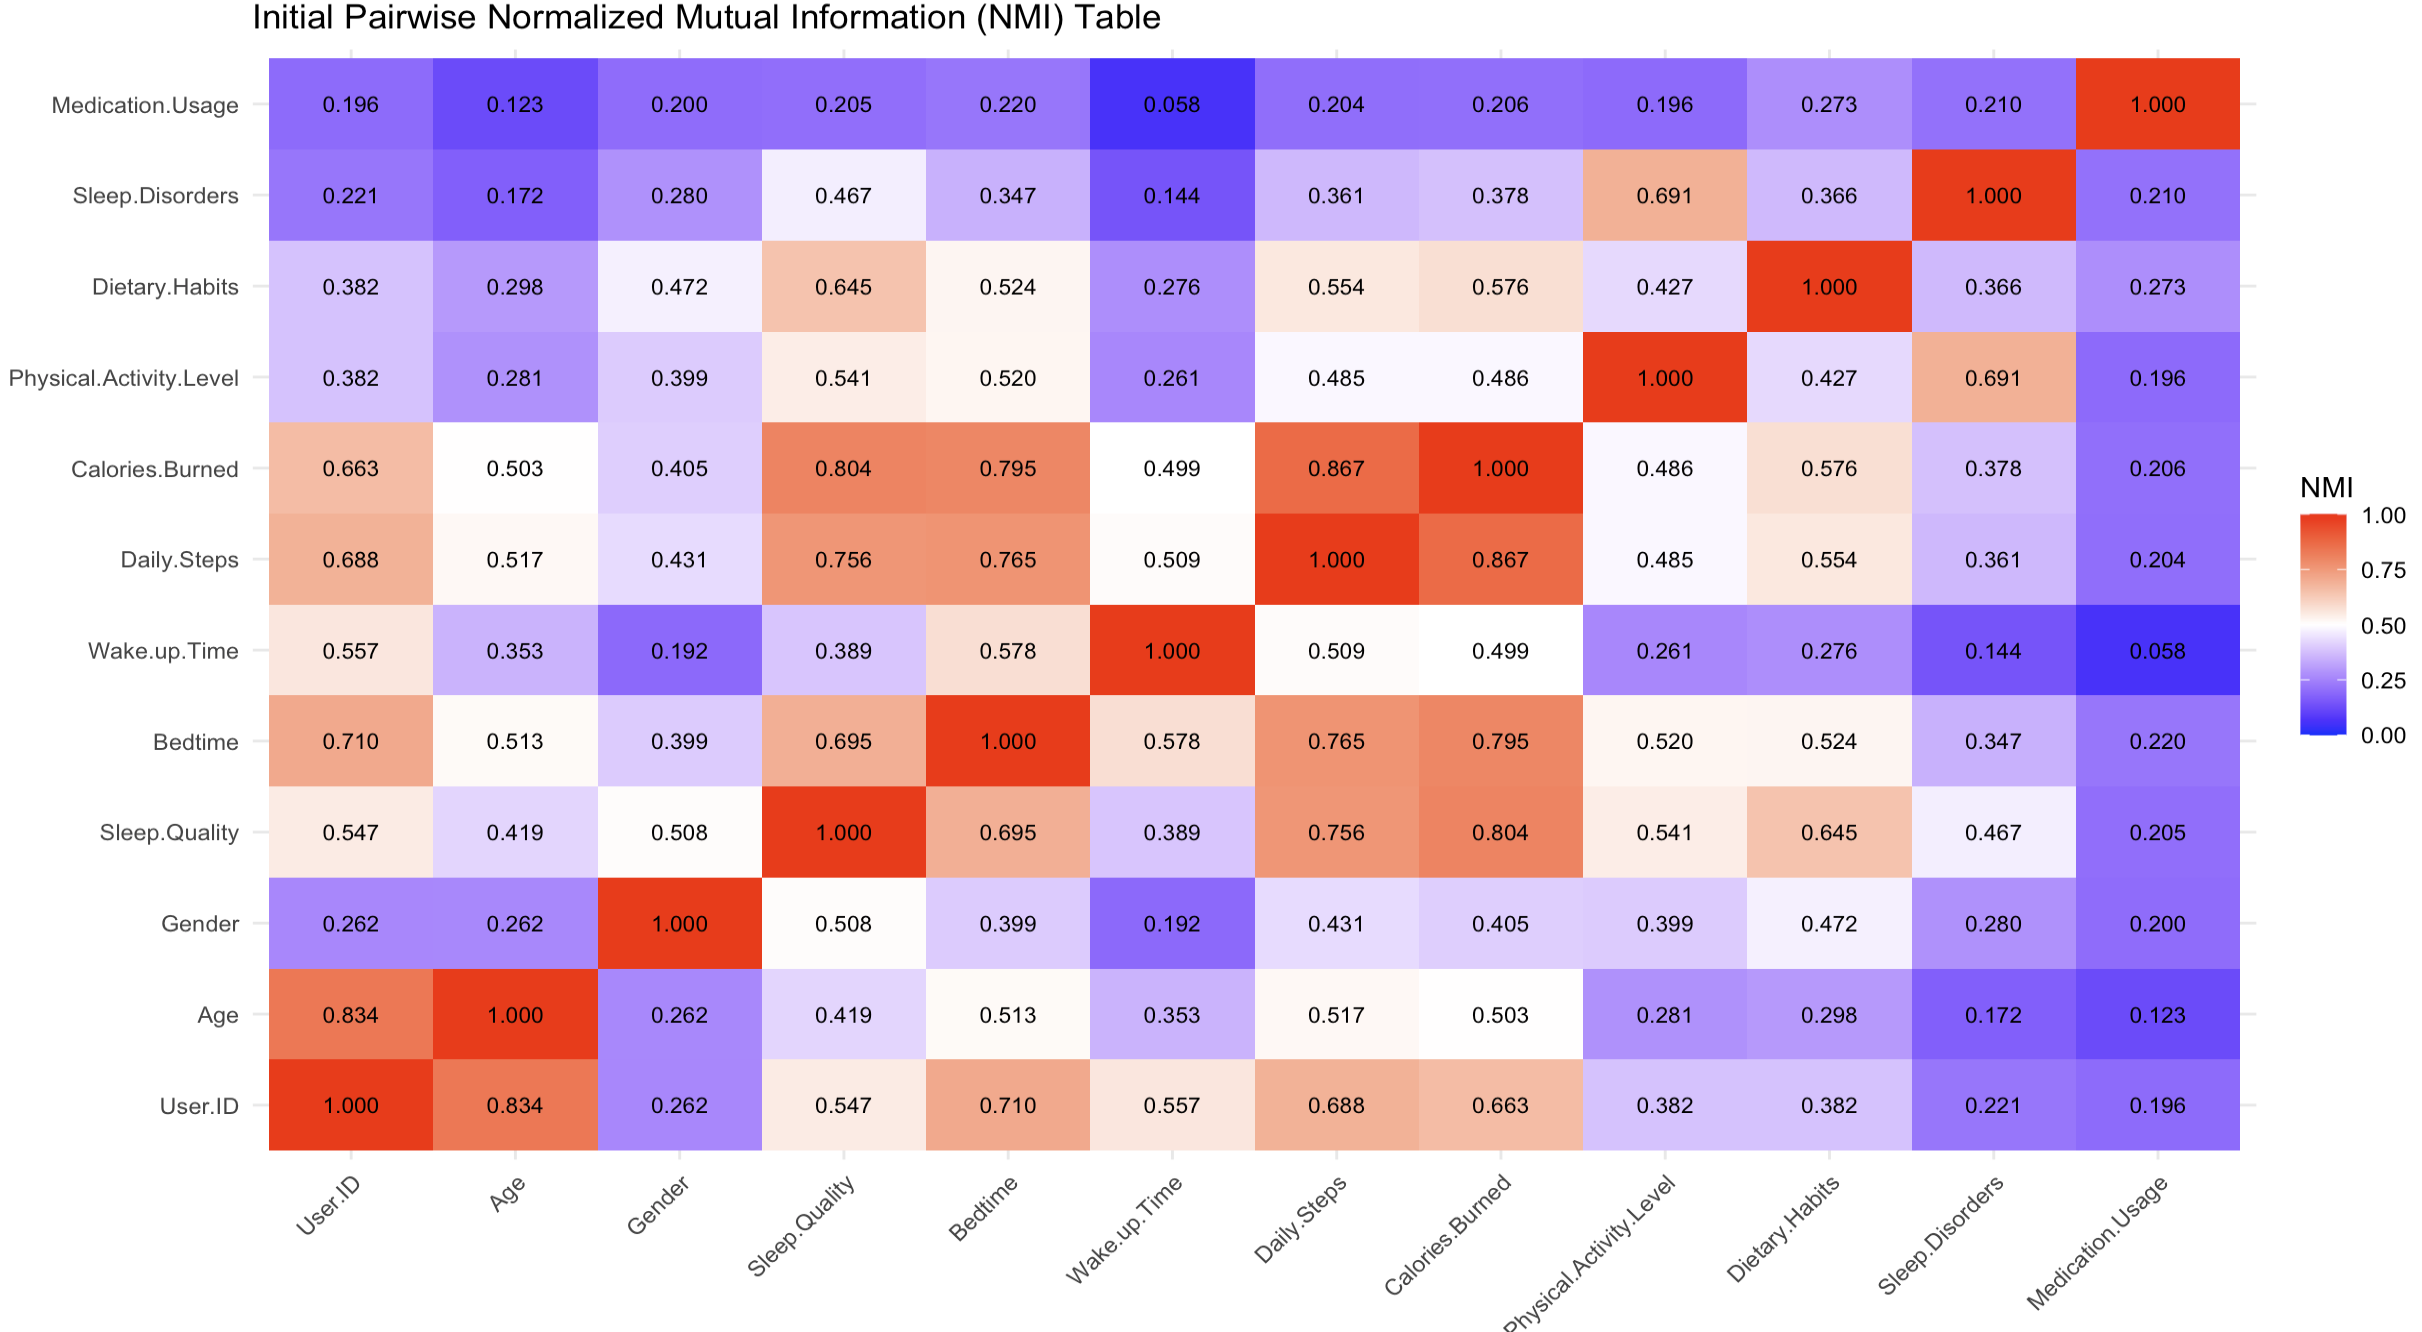 Initial Pairwise Normalized Mutual Information (NMI) Table
Medication.Usage 0.196 0.123 0.200 0.205 0.220 0.058 0.204 0.206 0.196 0.273 0.210 1.000
Sleep.Disorders 0.221 0.172 0.280 0.467 0.347 0.144 0.361 0.378 0.691 0.366 1.000 0.210
Dietary.Habits 0.382 0.298 0.472 0.645 0.524 0.276 0.554 0.576 0.427 1.000 0.366 0.273
Physical.Activity.Level 0.382 0.281 0.399 0.541 0.520 0.261 0.485 0.486 1.000 0.427 0.691 0.196
Calories.Burned 0.663 0.503 0.405 0.804 0.795 0.499 0.867 1.000 0.486 0.576 0.378 0.206
Daily.Steps 0.688 0.517 0.431 0.756 0.765 0.509 1.000 0.867 0.485 0.554 0.361 0.204
Wake.up.Time 0.557 0.353 0.192 0.389 0.578 1.000 0.509 0.499 0.261 0.276 0.144 0.058
Bedtime 0.710 0.513 0.399 0.695 1.000 0.578 0.765 0.795 0.520 0.524 0.347 0.220
Sleep.Quality 0.547 0.419 0.508 1.000 0.695 0.389 0.756 0.804 0.541 0.645 0.467 0.205
Gender 0.262 0.262 1.000 0.508 0.399 0.192 0.431 0.405 0.399 0.472 0.280 0.200
Age 0.834 1.000 0.262 0.419 0.513 0.353 0.517 0.503 0.281 0.298 0.172 0.123
User.ID 1.000 0.834 0.262 0.547 0.710 0.557 0.688 0.663 0.382 0.382 0.221 0.196
User.ID Age Gender Sleep.Quality Bedtime Wake.up.Time Daily.Steps Calories.Burned Physical.Activity.Level Dietary.Habits Sleep.Disorders Medication.Usage
NMI
1.00
0.75
0.50
0.25
0.00